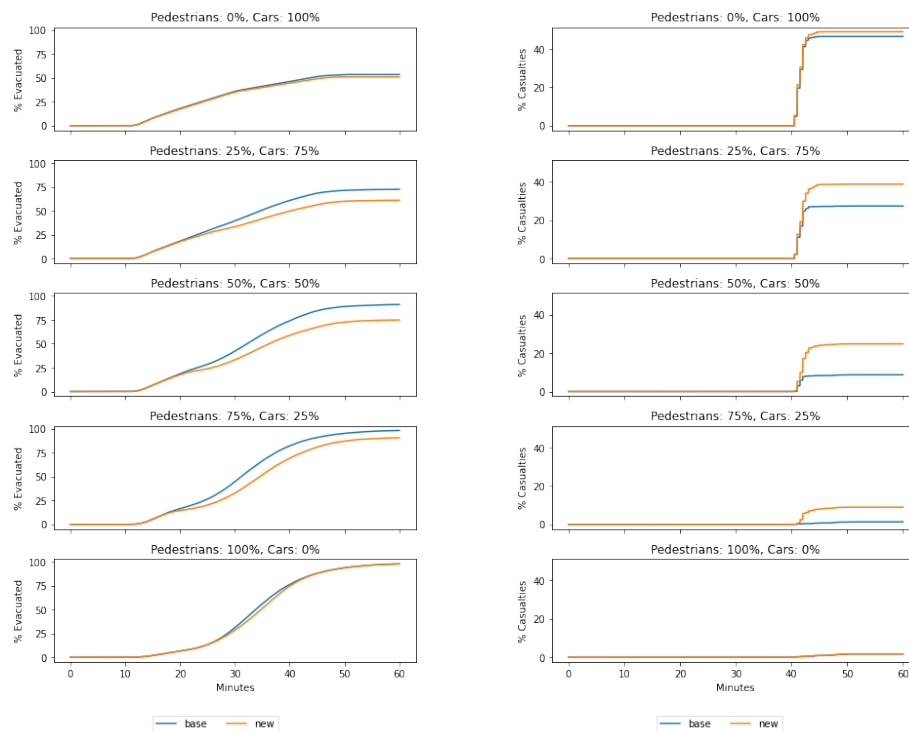 Pedestrians: 0%, Cars: 100%
100
75
50
25
0
% Evacuated
Pedestrians: 0%, Cars: 100%
40
20
0
% Casualties
Pedestrians: 25%, Cars: 75%
100
75
50
25
0
% Evacuated
Pedestrians: 25%, Cars: 75%
40
20
0
% Casualties
Pedestrians: 50%, Cars: 50%
100
75
50
25
0
% Evacuated
Pedestrians: 50%, Cars: 50%
40
20
0
% Casualties
Pedestrians: 75%, Cars: 25%
100
75
50
25
0
% Evacuated
Pedestrians: 75%, Cars: 25%
40
20
0
% Casualties
Pedestrians: 100%, Cars: 0%
100
75
50
25
0
% Evacuated
0 10 20 30 40 50 60
Minutes
Pedestrians: 100%, Cars: 0%
40
20
0
% Casualties
0 10 20 30 40 50 60
Minutes
base new
base new